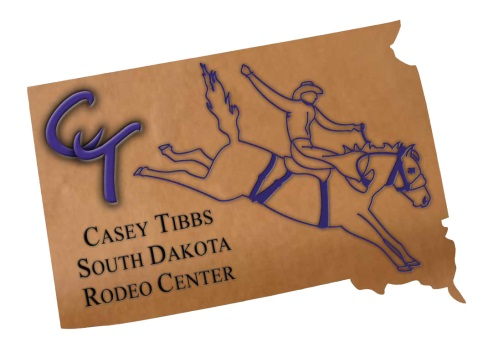 CT
CASEY TIBBS
SOUTH DAKOTA
RODEO CENTER